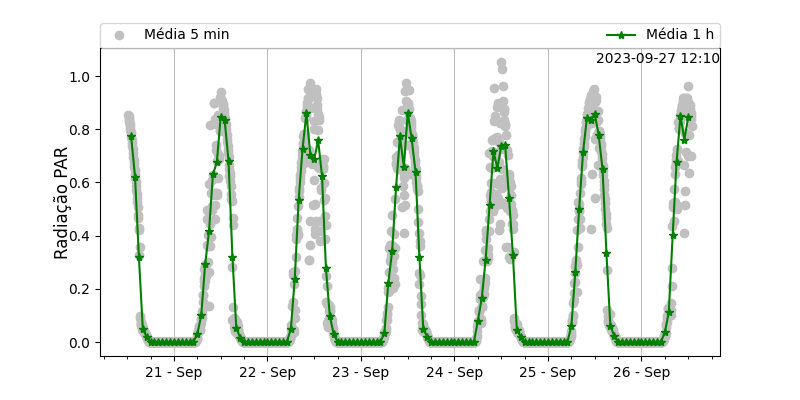 Média 5 min
Média 1 h
2023-09-27 12:10
Radiação PAR
1.0
0.8
0.6
0.4
0.2
0.0
21 - Sep
22 - Sep
23 - Sep
24 - Sep
25 - Sep
26 - Sep